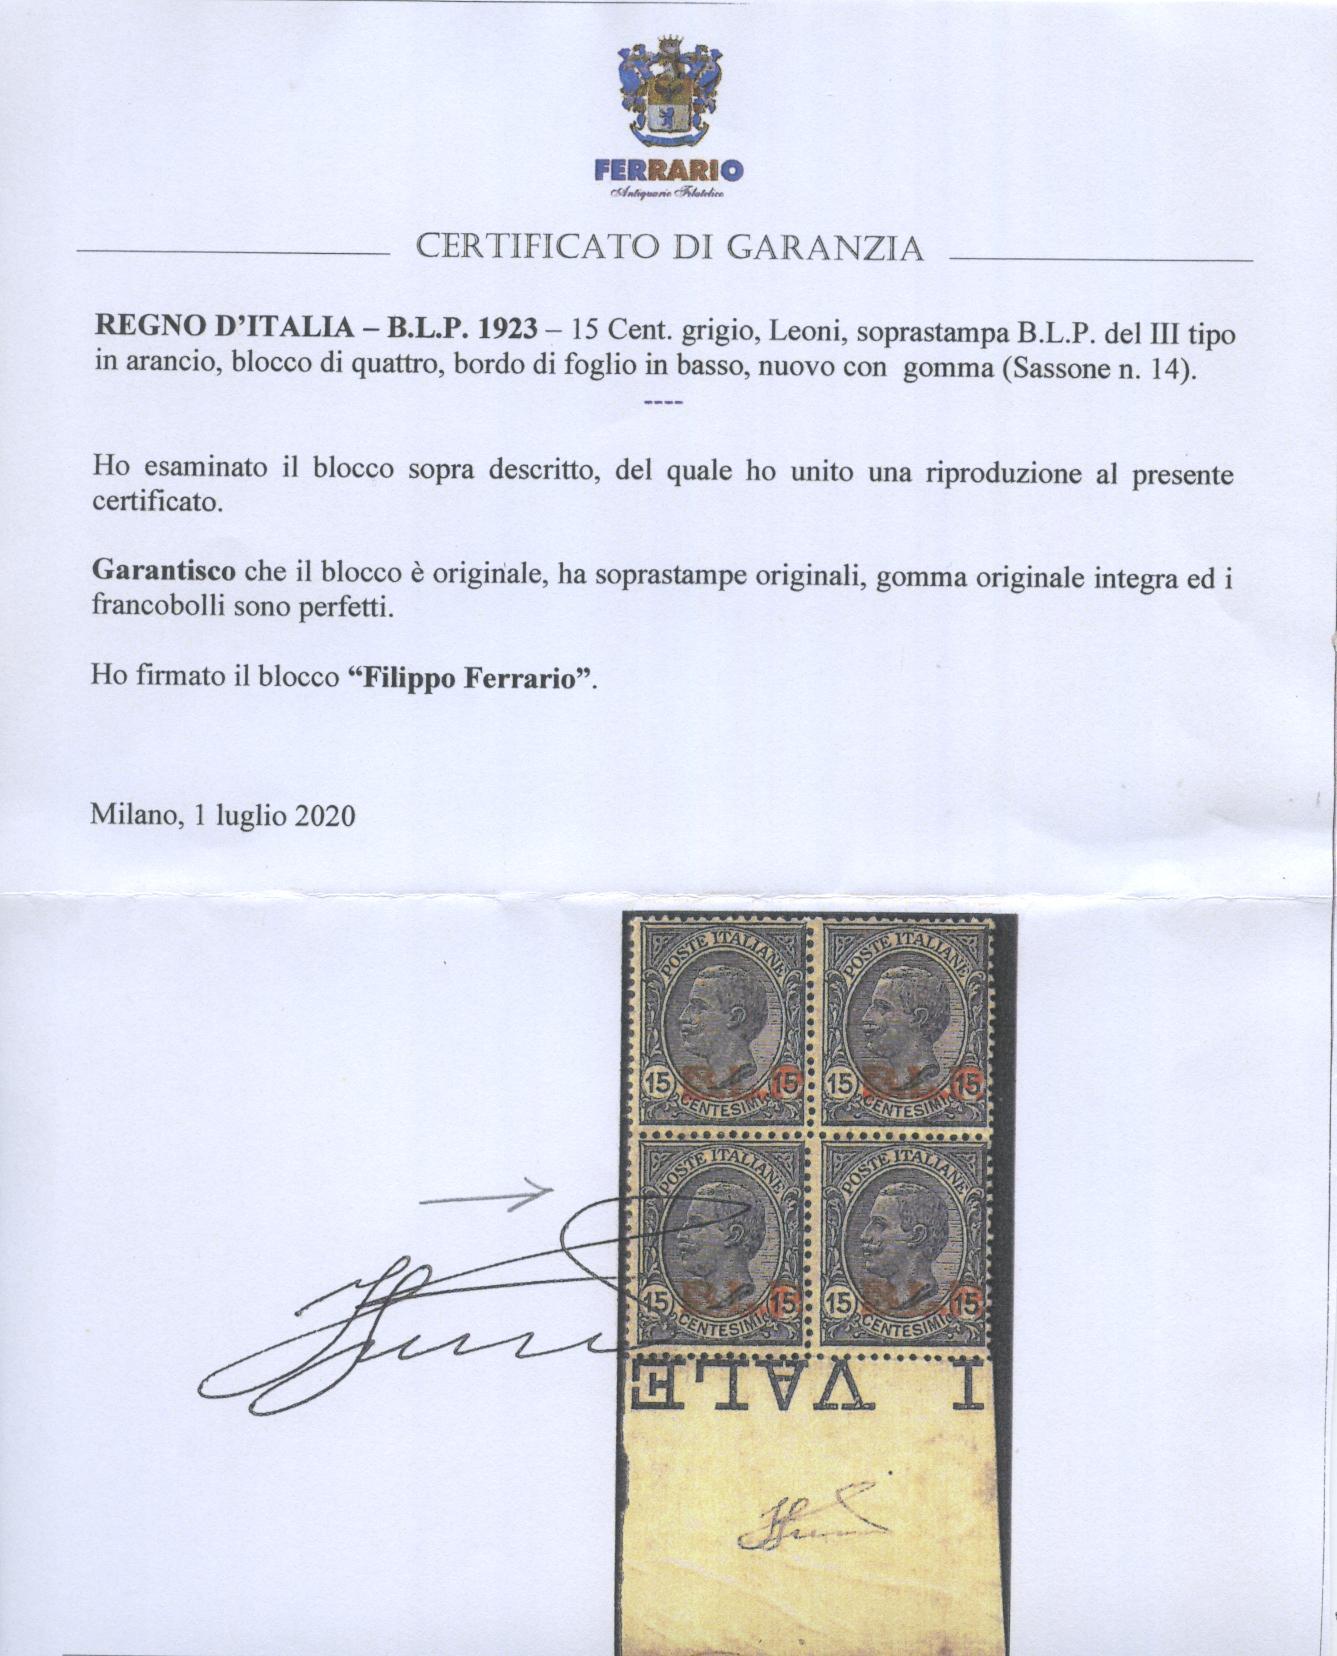 FERRARIO
Antiquario Filatelico
CERTIFICATO DI GARANZIA
REGNO D'ITALIA – B.L.P. 1923 – 15 Cent. grigio, Leoni, soprastampa B.L.P. del III tipo
in arancio, blocco di quattro, bordo di foglio in basso, nuovo con gomma (Sassone n. 14).
----
Ho esaminato il blocco sopra descritto, del quale ho unito una riproduzione al presente
certificato.
Garantisco che il blocco è originale, ha soprastampe originali, gomma originale integra ed i
francobolli sono perfetti.
Ho firmato il blocco “Filippo Ferrario”.
Milano, 1 luglio 2020
POSTE ITALIANE POSTE ITALIANE
15 B.L. 15 15 B.L. 15
CENTESIMI CENTESIMI
POSTE ITALIANE POSTE ITALIANE
15 B.L. 15 15 B.L. 15
CENTESIMI CENTESIMI
I VALE